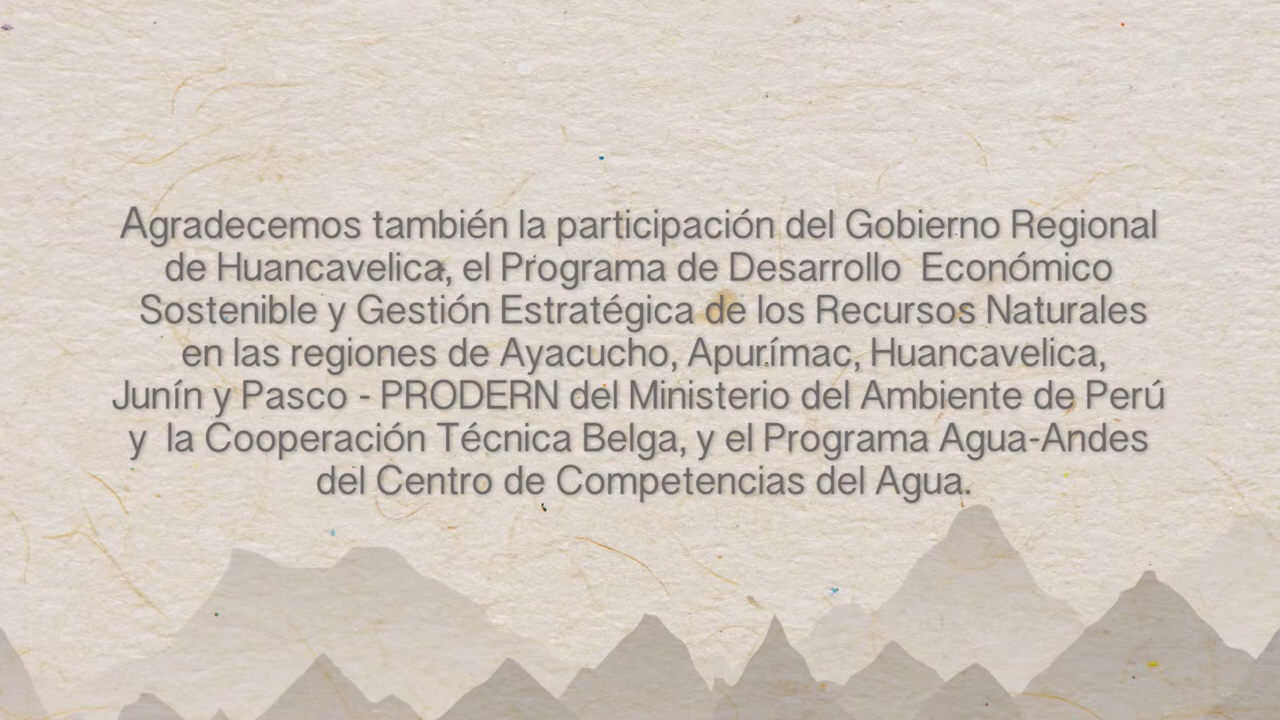 Agradecemos también la participación del Gobierno Regional
de Huancavelica, el Programa de Desarrollo Económico
Sostenible y Gestión Estratégica de los Recursos Naturales
en las regiones de Ayacucho, Apurímac, Huancavelica,
Junín y Pasco - PRODERN del Ministerio del Ambiente de Perú
y la Cooperación Técnica Belga, y el Programa Agua-Andes
del Centro de Competencias del Agua.